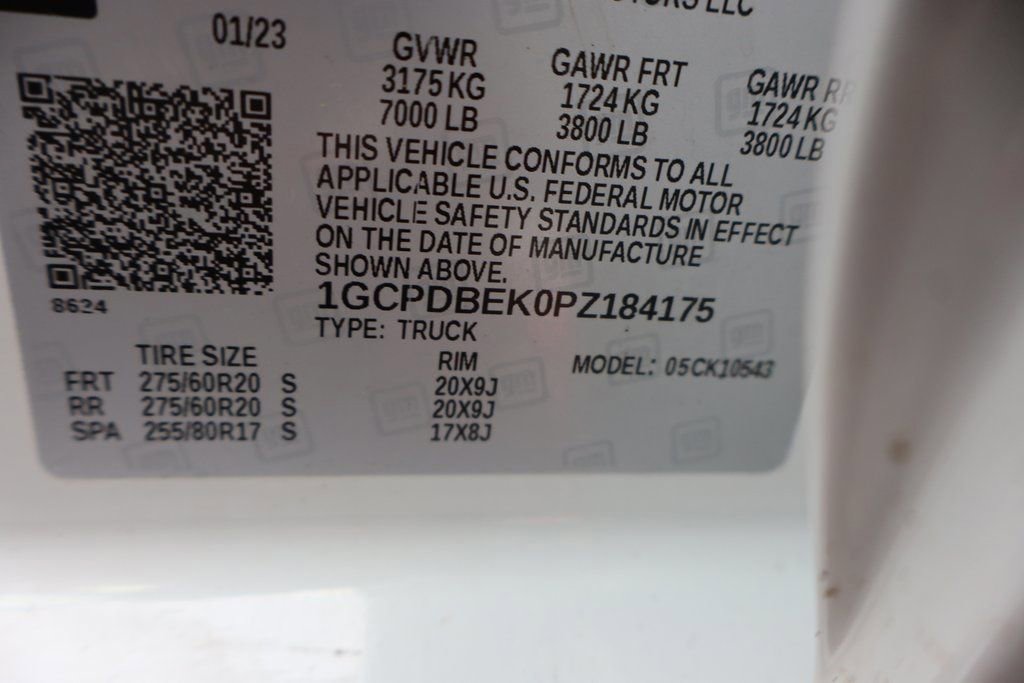 LLC
01/23
GVWR GAWR FRT GAWR RR
3175 KG 1724 KG 1724 KG
7000 LB 3800 LB 3800 LB
THIS VEHICLE CONFORMS TO ALL
APPLICABLE U.S. FEDERAL MOTOR
VEHICLE SAFETY STANDARDS IN EFFECT
ON THE DATE OF MANUFACTURE
SHOWN ABOVE.
8624
1GCPDBEK0PZ184175
TYPE: TRUCK
TIRE SIZE RIM MODEL: 05CK10543
FRT 275/60R20 S 20X9J
RR 275/60R20 S 20X9J
SPA 255/80R17 S 17X8J